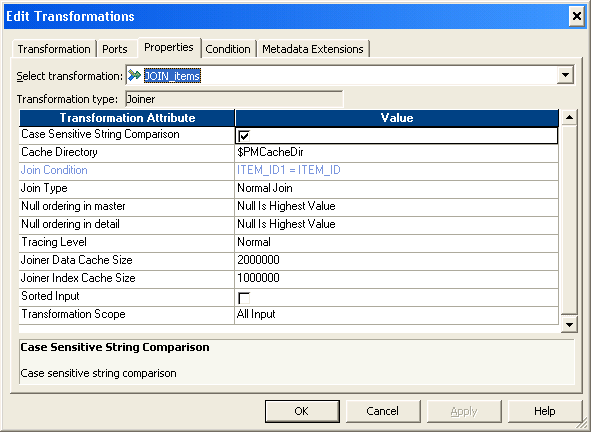 Edit Transformations
Transformation Ports Properties Condition Metadata Extensions
Select transformation: JOIN_items
Transformation type: Joiner
Transformation Attribute Value
Case Sensitive String Comparison
Cache Directory $PMCacheDir
Join Condition ITEM_ID1 = ITEM_ID
Join Type Normal Join
Null ordering in master Null Is Highest Value
Null ordering in detail Null Is Highest Value
Tracing Level Normal
Joiner Data Cache Size 2000000
Joiner Index Cache Size 1000000
Sorted Input
Transformation Scope All Input
Case Sensitive String Comparison
Case sensitive string comparison
OK Cancel Apply Help